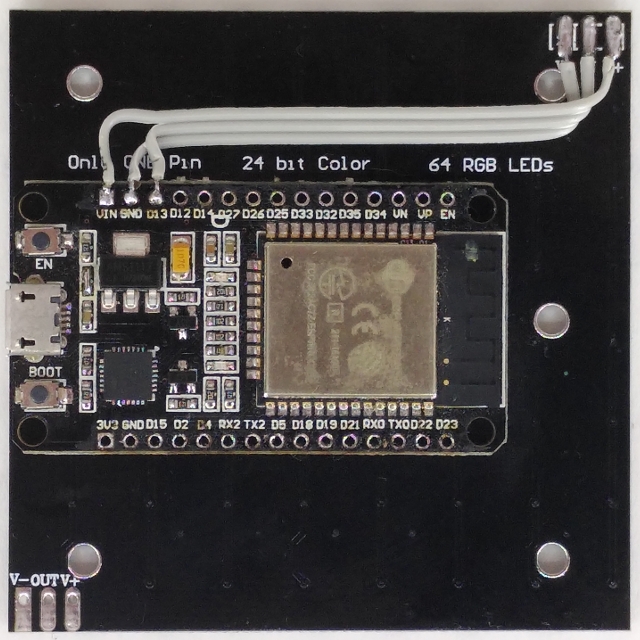 Only ONE Pin 24 bit Color 64 RGB LEDs
VIN GND D13 D12 D14 D27 D26 D25 D33 D32 D35 D34 VN VP EN
EN
BOOT
3V3 GND D15 D2 D4 RX2 TX2 D5 D18 D19 D21 RX0 TX0 D22 D23
V-OUTV+